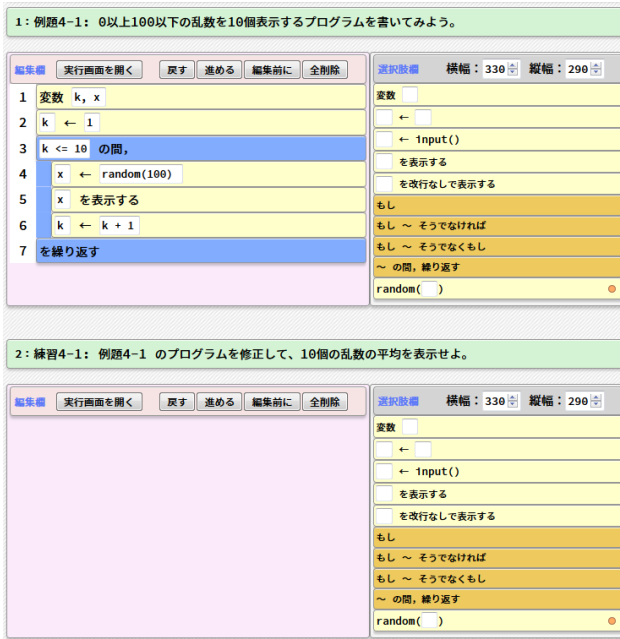 1：例題4−1： 0以上100以下の乱数を10個表示するプログラムを書いてみよう。
編集欄 実行画面を開く 戻す 進める 編集前に 全削除
1 変数 k, x
2 k ← 1
3 k <= 10 の間，
4 x ← random(100)
5 x を表示する
6 k ← k + 1
7 を繰り返す
選択肢欄 横幅： 330 縦幅： 290
変数
←
← input()
を表示する
を改行なしで表示する
もし
もし 〜 そうでなければ
もし 〜 そうでなくもし
〜 の間，繰り返す
random( )
2：練習4−1： 例題4−1 のプログラムを修正して、10個の乱数の平均を表示せよ。
編集欄 実行画面を開く 戻す 進める 編集前に 全削除
選択肢欄 横幅： 330 縦幅： 290
変数
←
← input()
を表示する
を改行なしで表示する
もし
もし 〜 そうでなければ
もし 〜 そうでなくもし
〜 の間，繰り返す
random( )